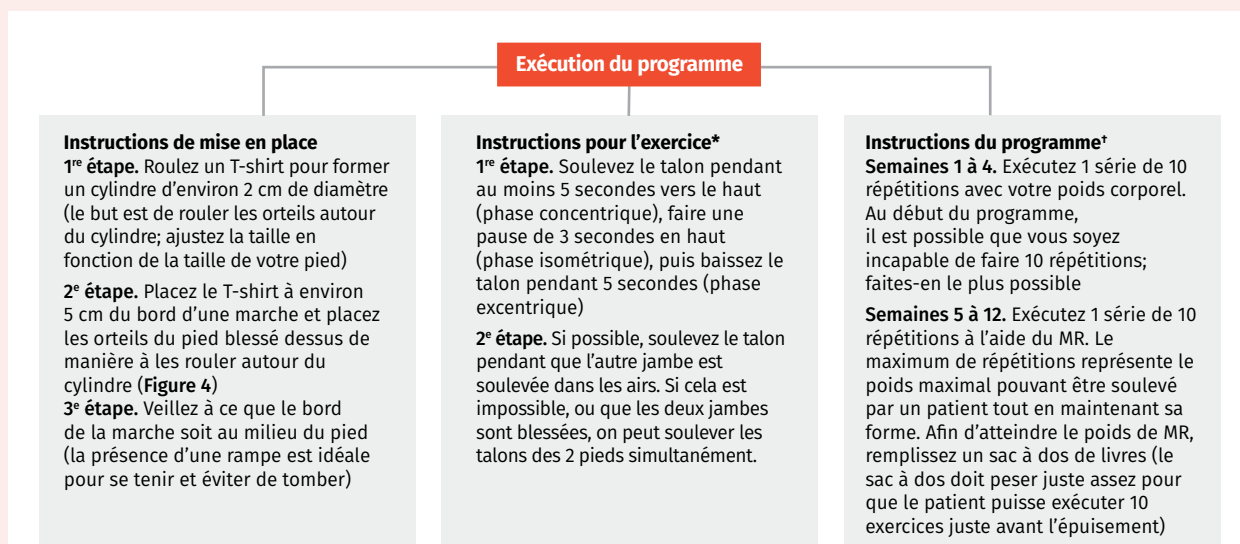 Exécution du programme
Instructions de mise en place
1re étape. Roulez un T-shirt pour former
un cylindre d’environ 2 cm de diamètre
(le but est de rouler les orteils autour
du cylindre; ajustez la taille en
fonction de la taille de votre pied)
2e étape. Placez le T-shirt à environ
5 cm du bord d’une marche et placez
les orteils du pied blessé dessus de
manière à les rouler autour du
cylindre (Figure 4)
3e étape. Veillez à ce que le bord
de la marche soit au milieu du pied
(la présence d’une rampe est idéale
pour se tenir et éviter de tomber)
Instructions pour l’exercice*
1re étape. Soulevez le talon pendant
au moins 5 secondes vers le haut
(phase concentrique), faire une
pause de 3 secondes en haut
(phase isométrique), puis baissez le
talon pendant 5 secondes (phase
excentrique)
2e étape. Si possible, soulevez le talon
pendant que l’autre jambe est
soulevée dans les airs. Si cela est
impossible, ou que les deux jambes
sont blessées, on peut soulever les
talons des 2 pieds simultanément.
Instructions du programme†
Semaines 1 à 4. Exécutez 1 série de 10
répétitions avec votre poids corporel.
Au début du programme,
il est possible que vous soyez
incapable de faire 10 répétitions;
faites-en le plus possible
Semaines 5 à 12. Exécutez 1 série de 10
répétitions à l’aide du MR. Le
maximum de répétitions représente le
poids maximal pouvant être soulevé
par un patient tout en maintenant sa
forme. Afin d’atteindre le poids de MR,
remplissez un sac à dos de livres (le
sac à dos doit peser juste assez pour
que le patient puisse exécuter 10
exercices juste avant l’épuisement)